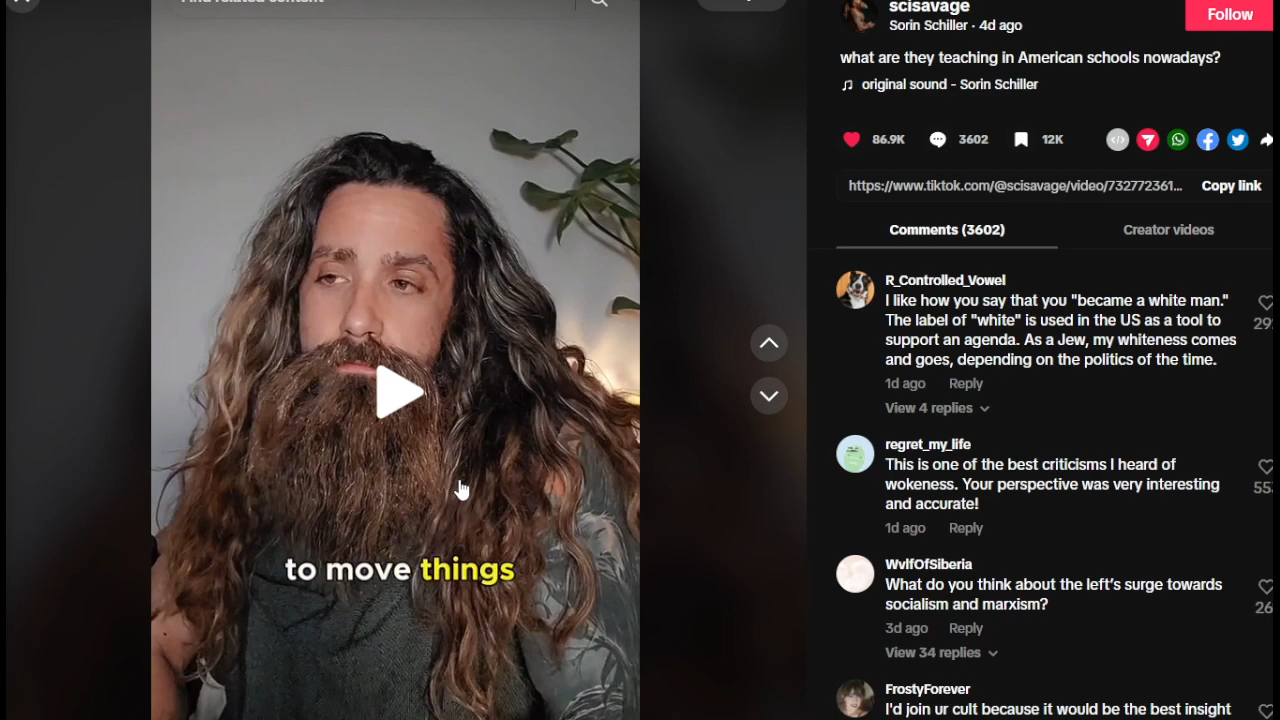 scisavage
Sorin Schiller · 4d ago
Follow
what are they teaching in American schools nowadays?
original sound - Sorin Schiller
86.9K
3602
12K
https://www.tiktok.com/@scisavage/video/732772361...
Copy link
Comments (3602)
Creator videos
R_Controlled_Vowel
I like how you say that you "became a white man."
The label of "white" is used in the US as a tool to
support an agenda. As a Jew, my whiteness comes
and goes, depending on the politics of the time.
1d ago Reply
View 4 replies
regret_my_life
This is one of the best criticisms I heard of
wokeness. Your perspective was very interesting
and accurate!
1d ago Reply
WvlfOfSiberia
What do you think about the left's surge towards
socialism and marxism?
3d ago Reply
View 34 replies
FrostyForever
I'd join ur cult because it would be the best insight
to move things